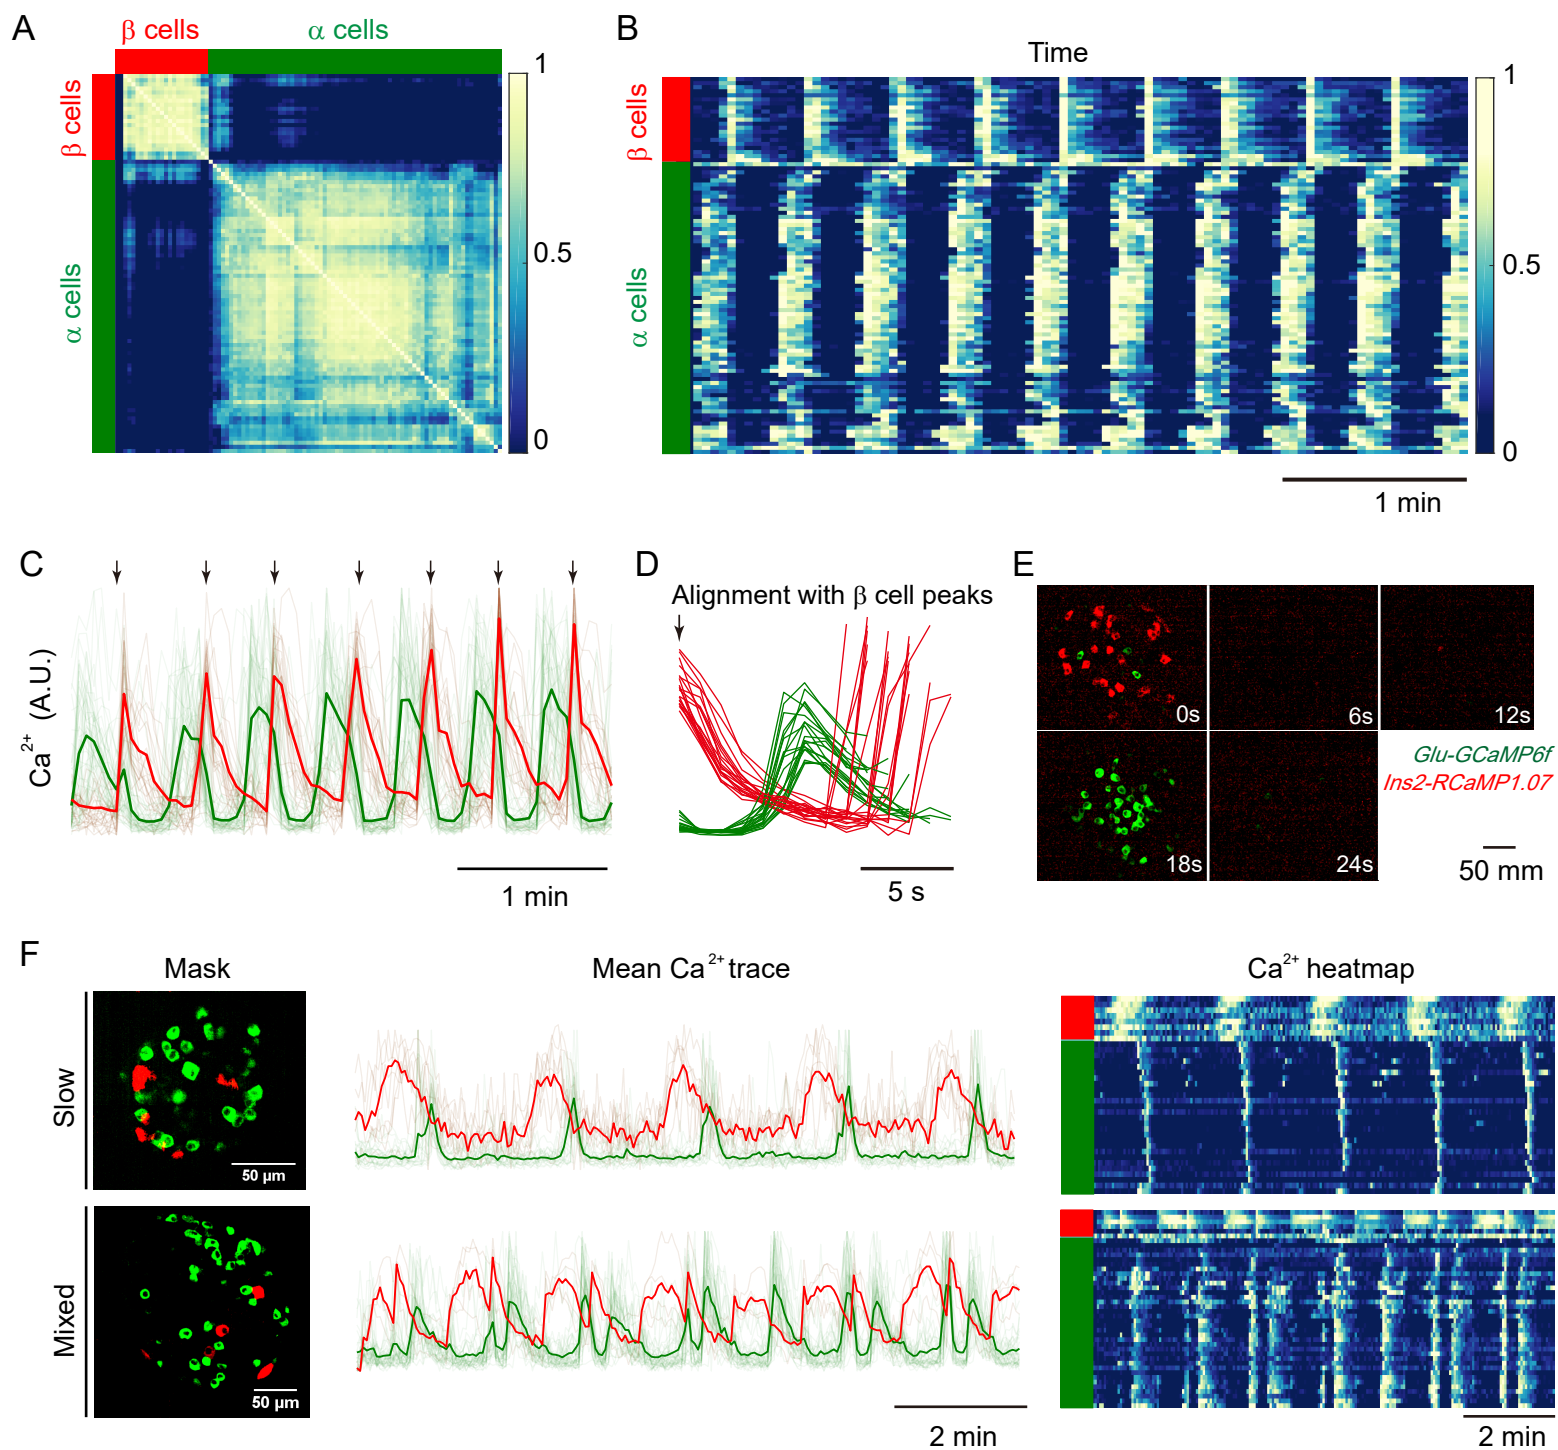 A
β cells
α cells
1
0.5
0
β cells
α cells
B
Time
1
0.5
0
β cells
α cells
1 min
C
Ca2+ (A.U.)
1 min
D
Alignment with β cell peaks
5 s
E
0s
6s
12s
18s
24s
Glu-GCaMP6f
Ins2-RCaMP1.07
50 mm
F
Mask
Mean Ca2+ trace
Ca2+ heatmap
Slow
50 µm
Mixed
50 µm
2 min
2 min